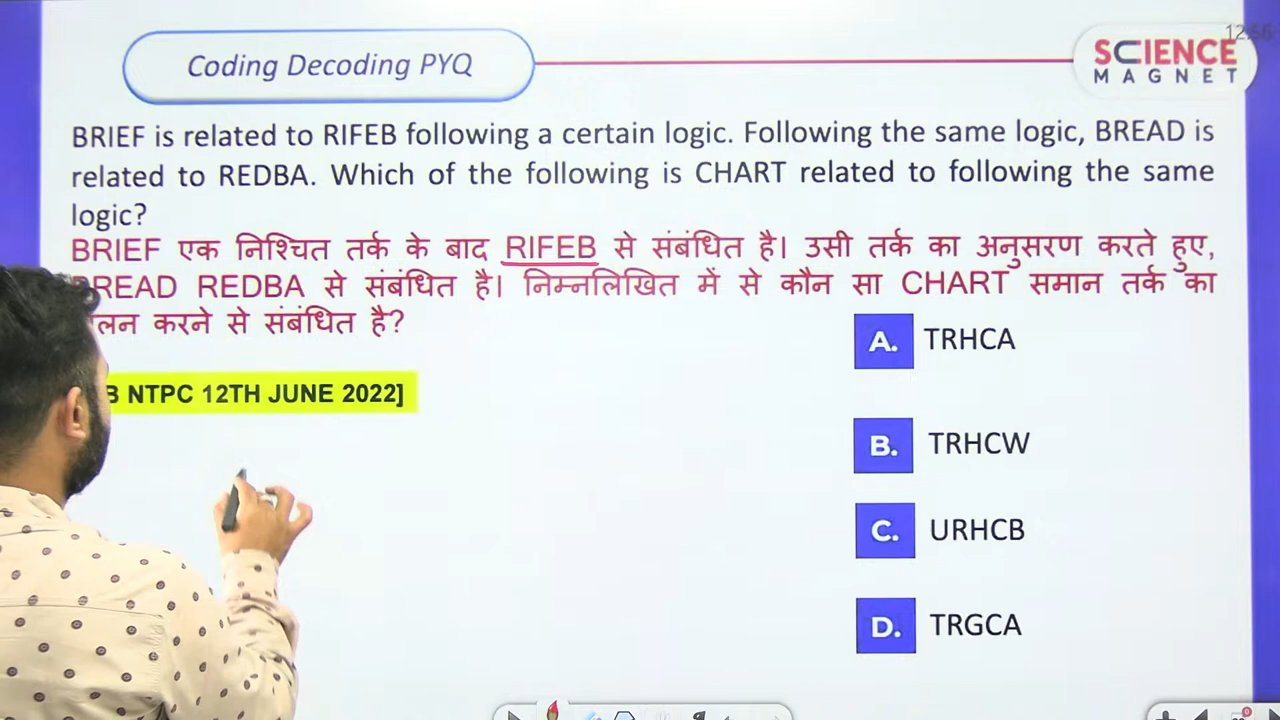 12:56
Coding Decoding PYQ
SCIENCE
MAGNET
BRIEF is related to RIFEB following a certain logic. Following the same logic, BREAD is
related to REDBA. Which of the following is CHART related to following the same
logic?
BRIEF एक निश्चित तर्क के बाद RIFEB से संबंधित है। उसी तर्क का अनुसरण करते हुए,
READ REDBA से संबंधित है। निम्नलिखित में से कौन सा CHART समान तर्क का
लन करने से संबंधित है?
B NTPC 12TH JUNE 2022]
A. TRHCA
B. TRHCW
C. URHCB
D. TRGCA